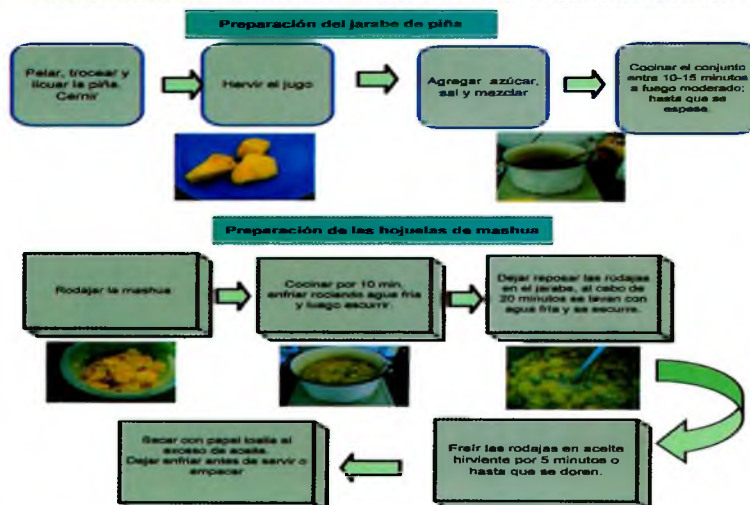 Preparación del jarabe de piña
Pelar, trocear y
licuar la piña.
Cernir
Hervir el jugo
Agregar azúcar,
sal y mezclar
Cocinar el conjunto
entre 10-15 minutos
a fuego moderado;
hasta que se
espese.
Preparación de las hojuelas de mashua
Rodajar la mashua
Cocinar por 10 min,
enfriar rociando agua fría
y luego escurrir.
Dejar reposar las rodajas
en el jarabe, al cabo de
20 minutos se lavan con
agua fría y se escurre.
Freír las rodajas en aceite
hirviente por 5 minutos o
hasta que se doren.
Secar con papel toalla el
exceso de aceite.
Dejar enfriar antes de servir o
empacar